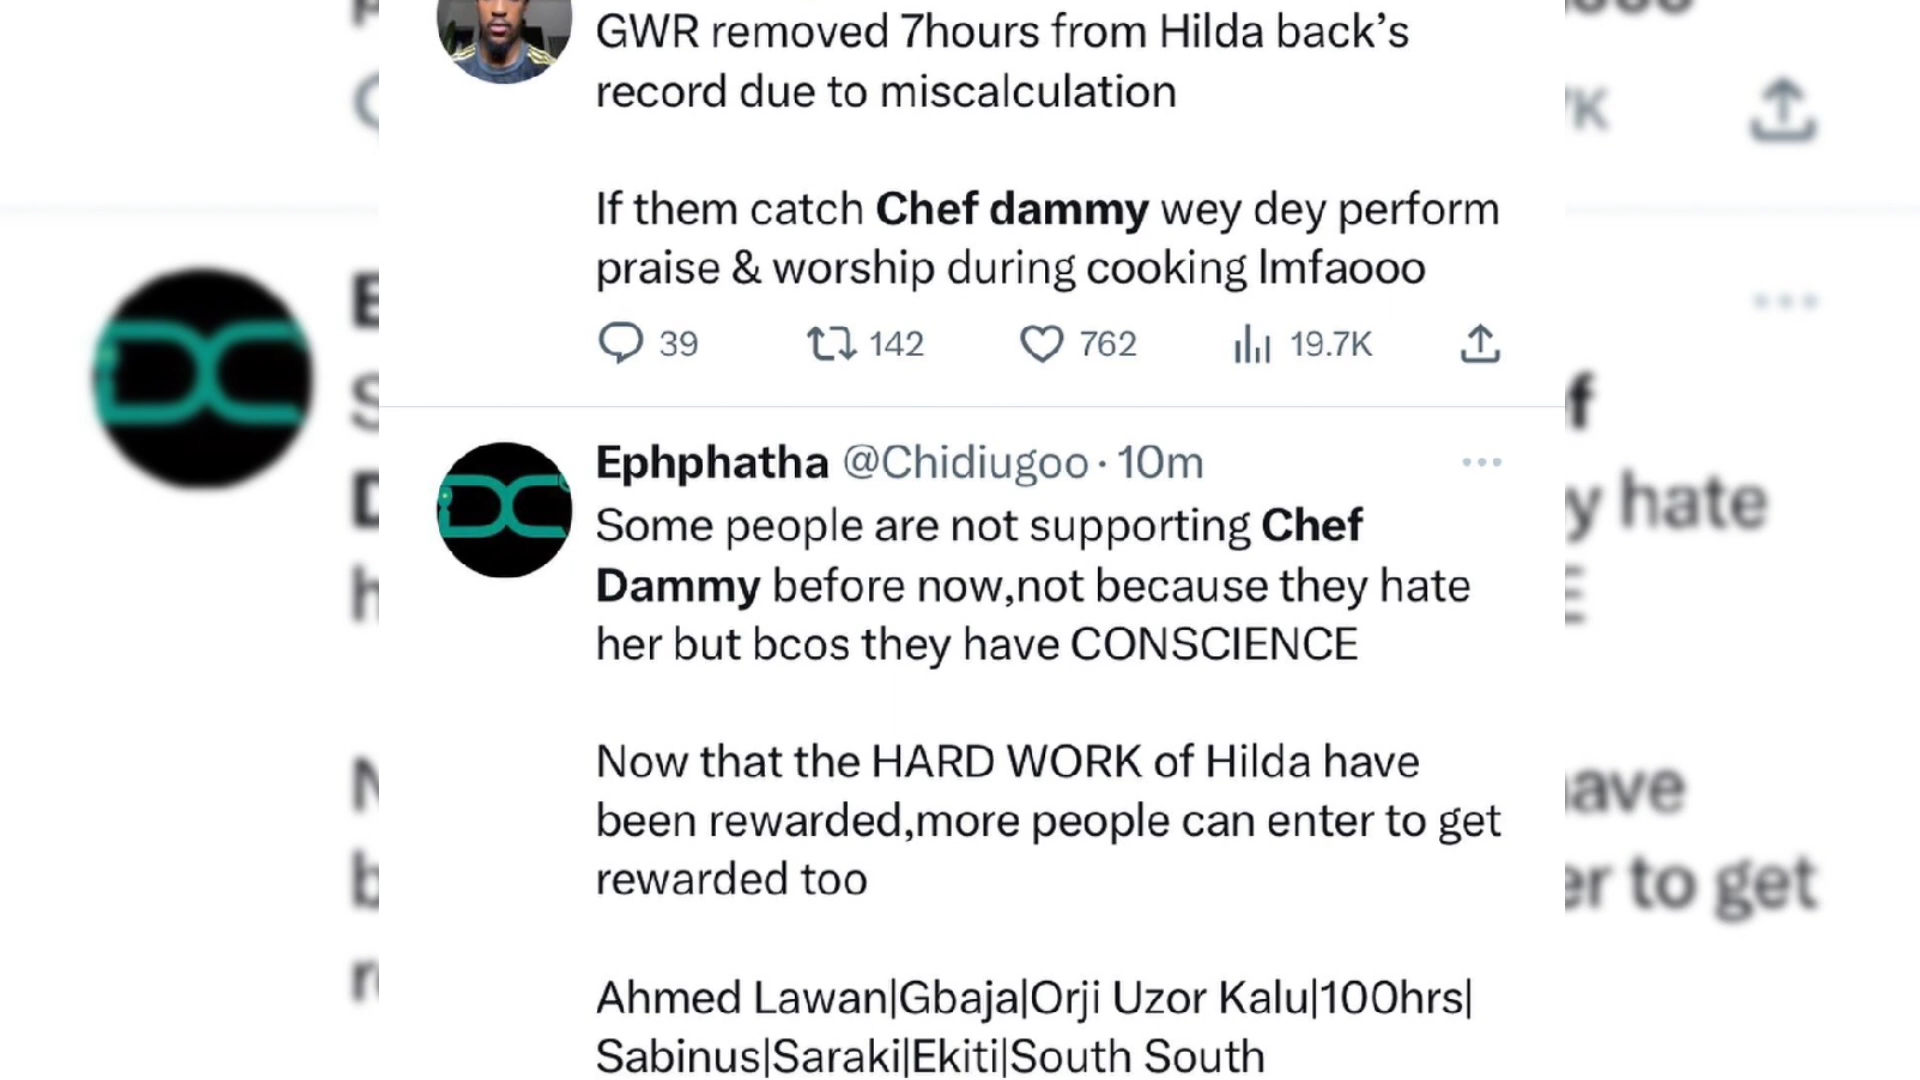 GWR removed 7hours from Hilda back’s
record due to miscalculation
If them catch Chef dammy wey dey perform
praise & worship during cooking lmfaooo
39 142 762 19.7K
Ephphatha @Chidiugoo · 10m
Some people are not supporting Chef
Dammy before now,not because they hate
her but bcos they have CONSCIENCE
Now that the HARD WORK of Hilda have
been rewarded,more people can enter to get
rewarded too
Ahmed Lawan|Gbaja|Orji Uzor Kalu|100hrs|
Sabinus|Saraki|Ekiti|South South